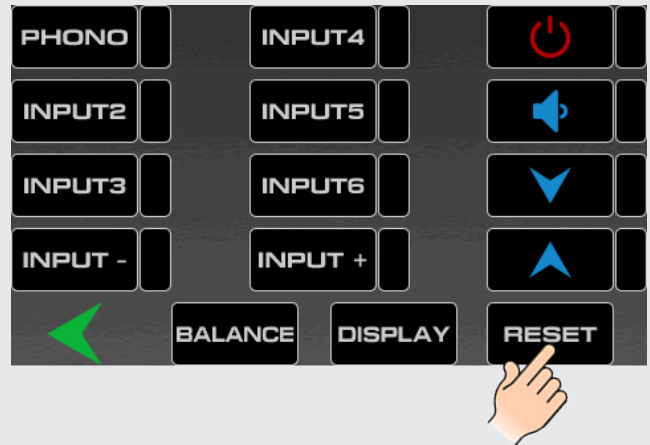 PHONO INPUT4
INPUT2 INPUT5
INPUT3 INPUT6
INPUT - INPUT +
BALANCE DISPLAY RESET